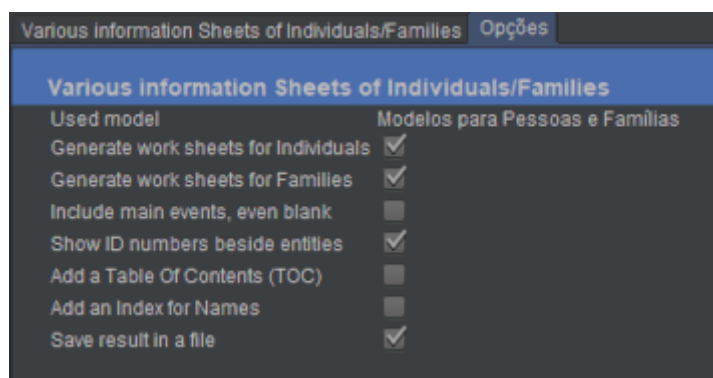 Various information Sheets of Individuals/Families Opções
Various information Sheets of Individuals/Families
Used model Modelos para Pessoas e Famílias
Generate work sheets for Individuals
Generate work sheets for Families
Include main events, even blank
Show ID numbers beside entities
Add a Table Of Contents (TOC)
Add an Index for Names
Save result in a file